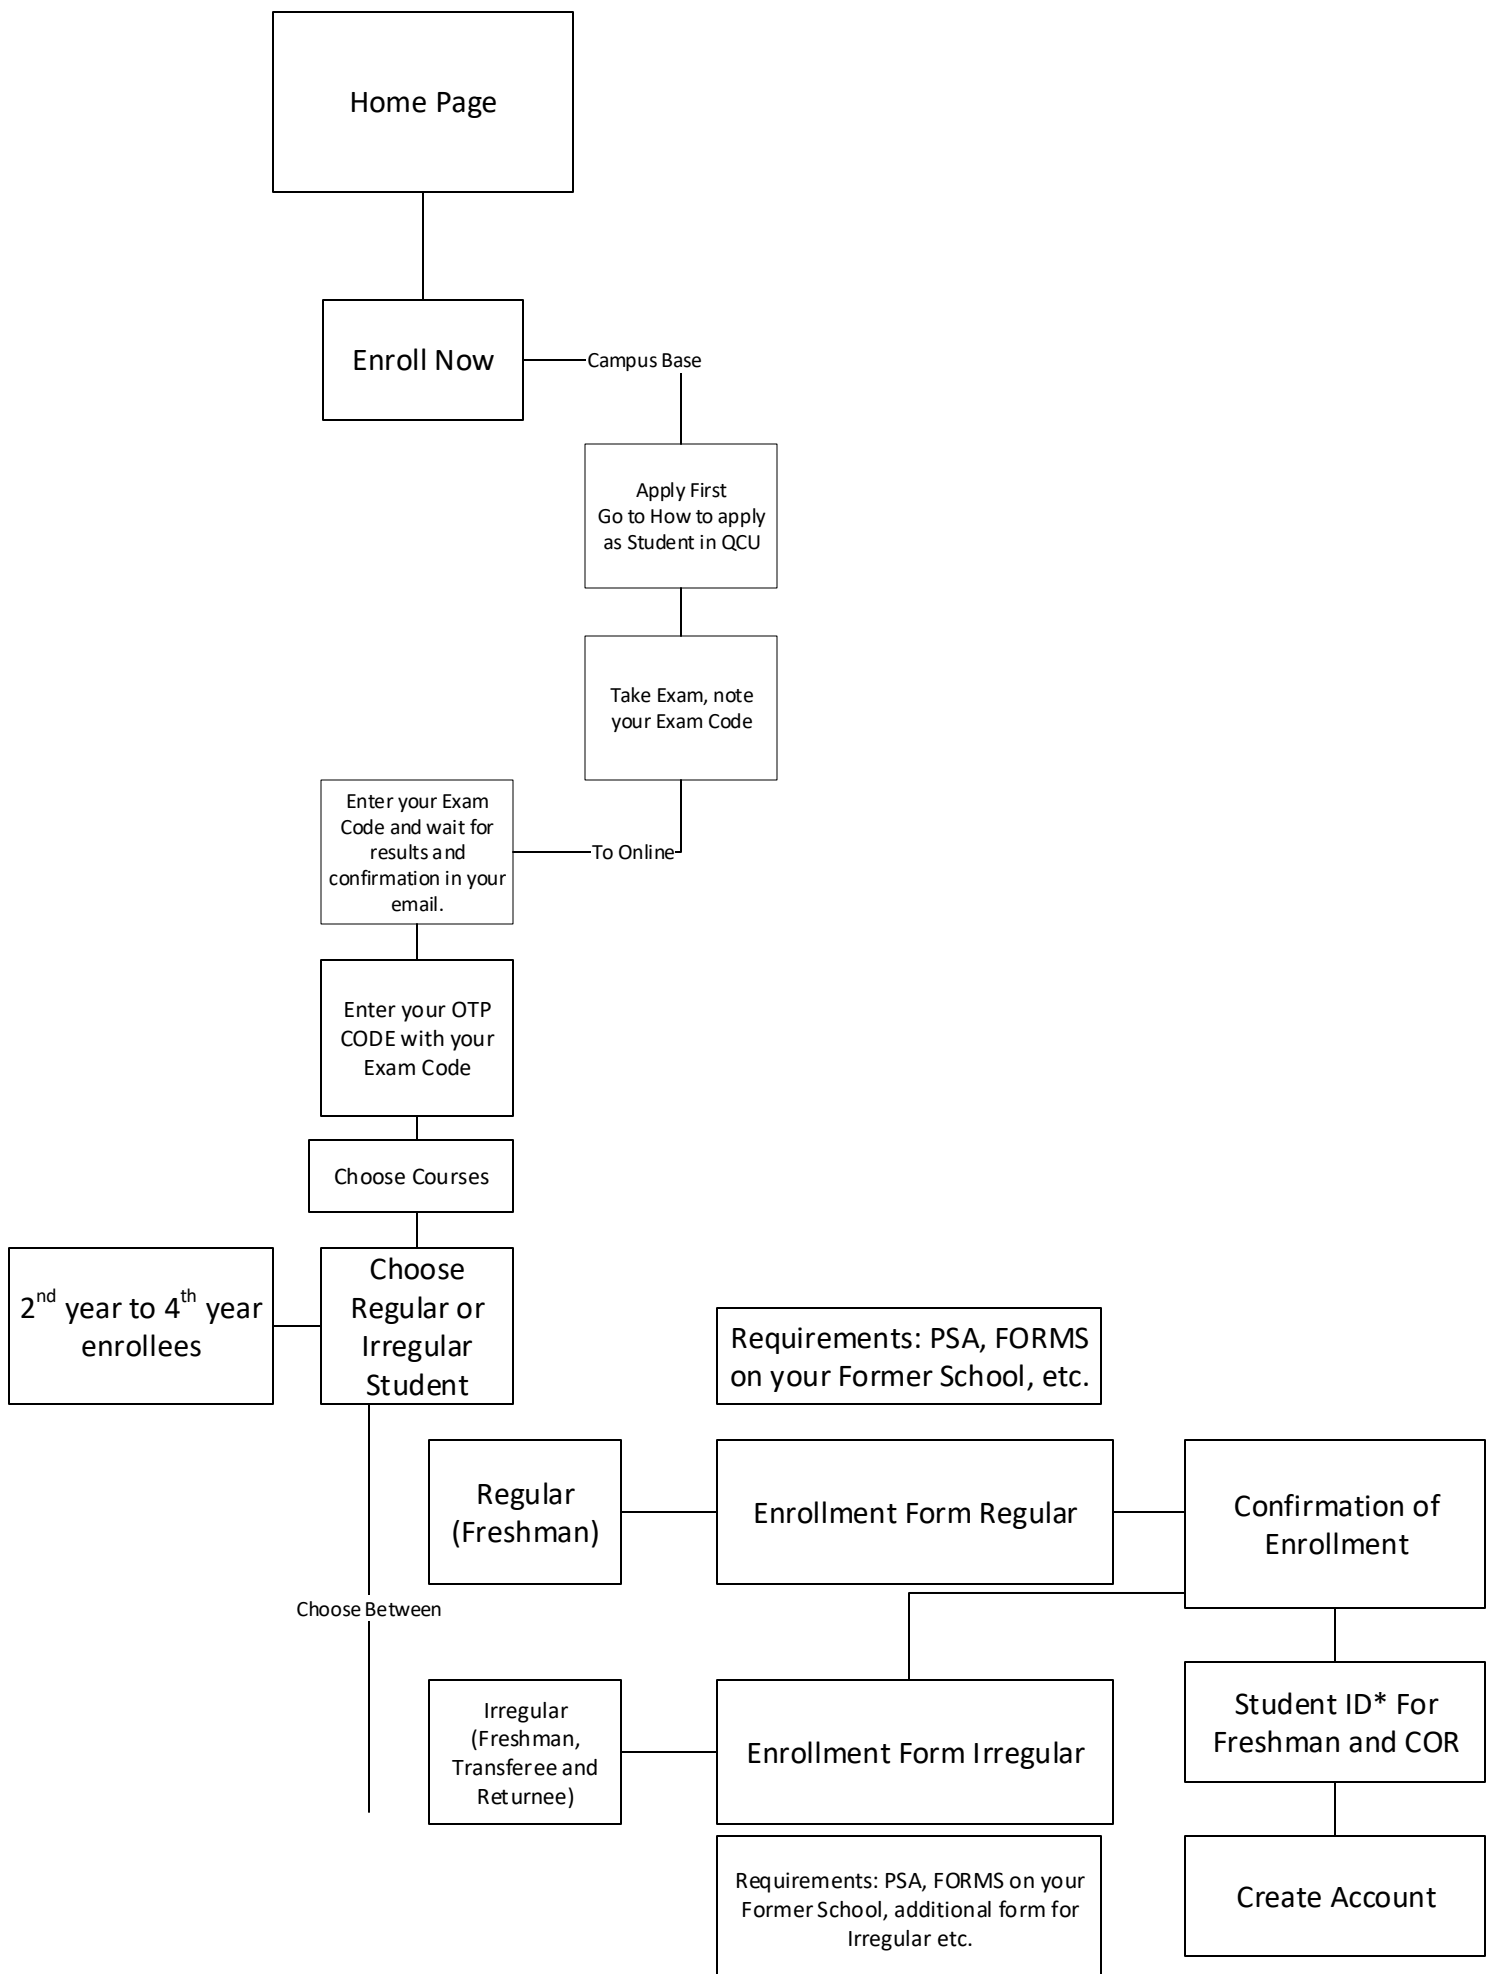 Home Page
Enroll Now
Campus Base
Apply First
Go to How to apply
as Student in QCU
Take Exam, note
your Exam Code
To Online
Enter your Exam
Code and wait for
results and
confirmation in your
email.
Enter your OTP
CODE with your
Exam Code
Choose Courses
2nd year to 4th year
enrollees
Choose
Regular or
Irregular
Student
Requirements: PSA, FORMS
on your Former School, etc.
Regular
(Freshman)
Enrollment Form Regular
Confirmation of
Enrollment
Choose Between
Irregular
(Freshman,
Transferee and
Returnee)
Enrollment Form Irregular
Student ID* For
Freshman and COR
Requirements: PSA, FORMS on your
Former School, additional form for
Irregular etc.
Create Account